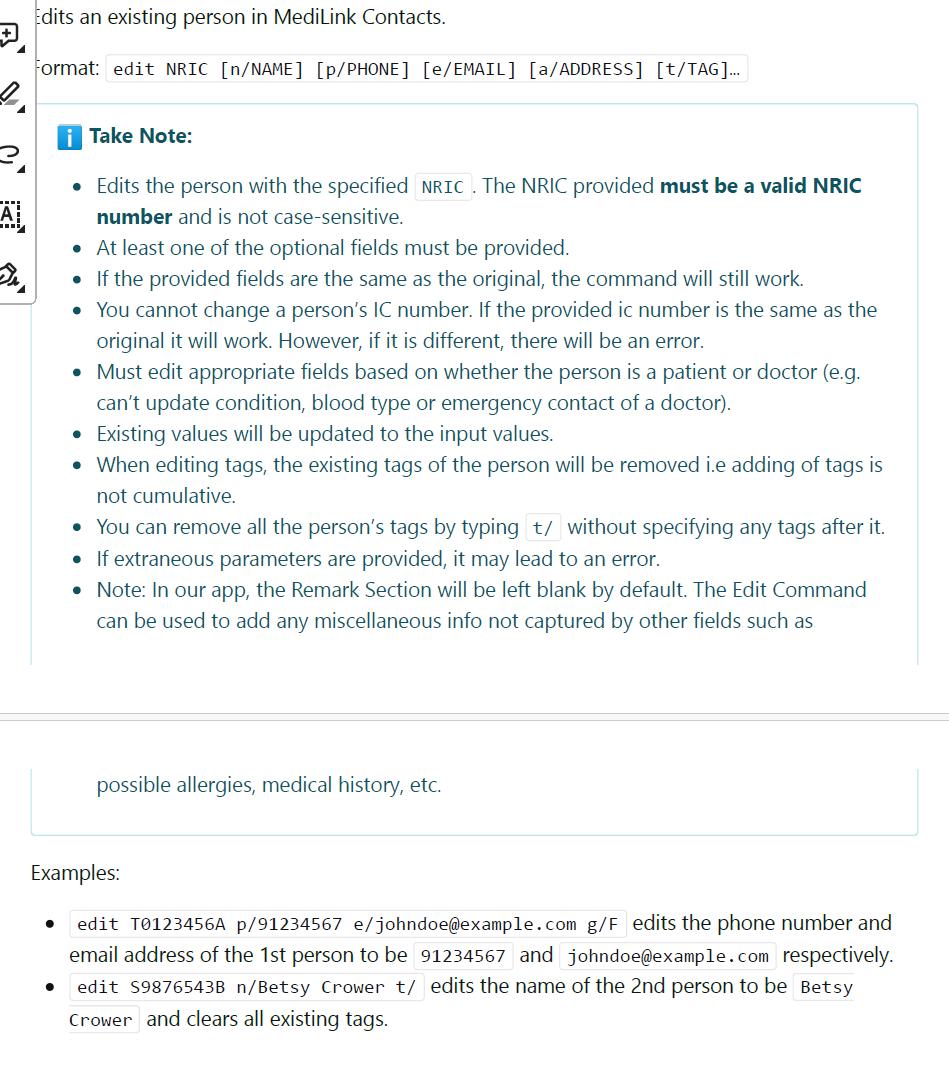 Edits an existing person in MediLink Contacts.
Format: edit NRIC [n/NAME] [p/PHONE] [e/EMAIL] [a/ADDRESS] [t/TAG]…
Take Note:
• Edits the person with the specified NRIC. The NRIC provided must be a valid NRIC
number and is not case-sensitive.
• At least one of the optional fields must be provided.
• If the provided fields are the same as the original, the command will still work.
• You cannot change a person’s IC number. If the provided ic number is the same as the
original it will work. However, if it is different, there will be an error.
• Must edit appropriate fields based on whether the person is a patient or doctor (e.g.
can’t update condition, blood type or emergency contact of a doctor).
• Existing values will be updated to the input values.
• When editing tags, the existing tags of the person will be removed i.e adding of tags is
not cumulative.
• You can remove all the person’s tags by typing t/ without specifying any tags after it.
• If extraneous parameters are provided, it may lead to an error.
• Note: In our app, the Remark Section will be left blank by default. The Edit Command
can be used to add any miscellaneous info not captured by other fields such as
possible allergies, medical history, etc.
Examples:
• edit T0123456A p/91234567 e/johndoe@example.com g/F edits the phone number and
email address of the 1st person to be 91234567 and johndoe@example.com respectively.
• edit S9876543B n/Betsy Crower t/ edits the name of the 2nd person to be Betsy
Crower and clears all existing tags.